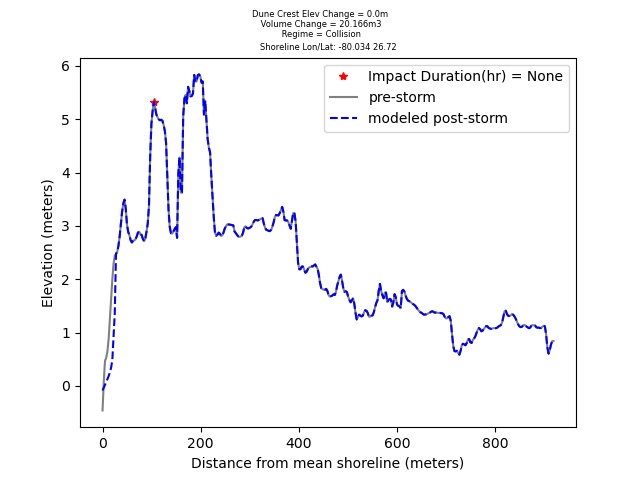 Dune Crest Elev Change = 0.0m
Volume Change = 20.166m3
Regime = Collision
Shoreline Lon/Lat: -80.034 26.72
Impact Duration(hr) = None
pre-storm
modeled post-storm
Elevation (meters)
6
5
4
3
2
1
0
0 200 400 600 800
Distance from mean shoreline (meters)